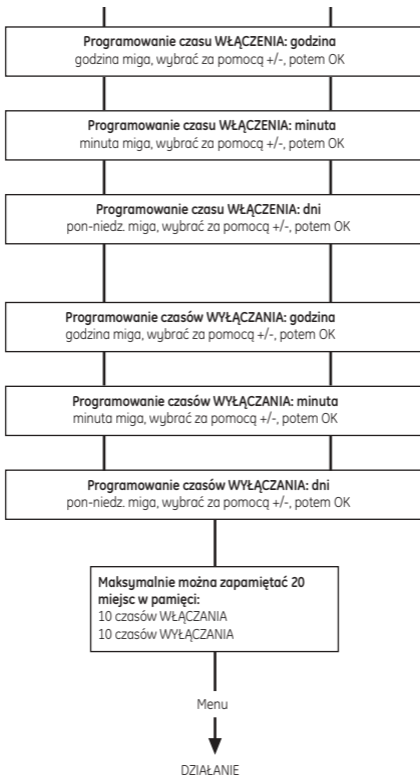 Programowanie czasu WŁĄCZENIA: godzina
godzina miga, wybrać za pomocą +/-, potem OK
Programowanie czasu WŁĄCZENIA: minuta
minuta miga, wybrać za pomocą +/-, potem OK
Programowanie czasu WŁĄCZENIA: dni
pon-niedz. miga, wybrać za pomocą +/-, potem OK
Programowanie czasów WYŁĄCZANIA: godzina
godzina miga, wybrać za pomocą +/-, potem OK
Programowanie czasów WYŁĄCZANIA: minuta
minuta miga, wybrać za pomocą +/-, potem OK
Programowanie czasów WYŁĄCZANIA: dni
pon-niedz. miga, wybrać za pomocą +/-, potem OK
Maksymalnie można zapamiętać 20
miejsc w pamięci:
10 czasów WŁĄCZANIA
10 czasów WYŁĄCZANIA
Menu
DZIAŁANIE